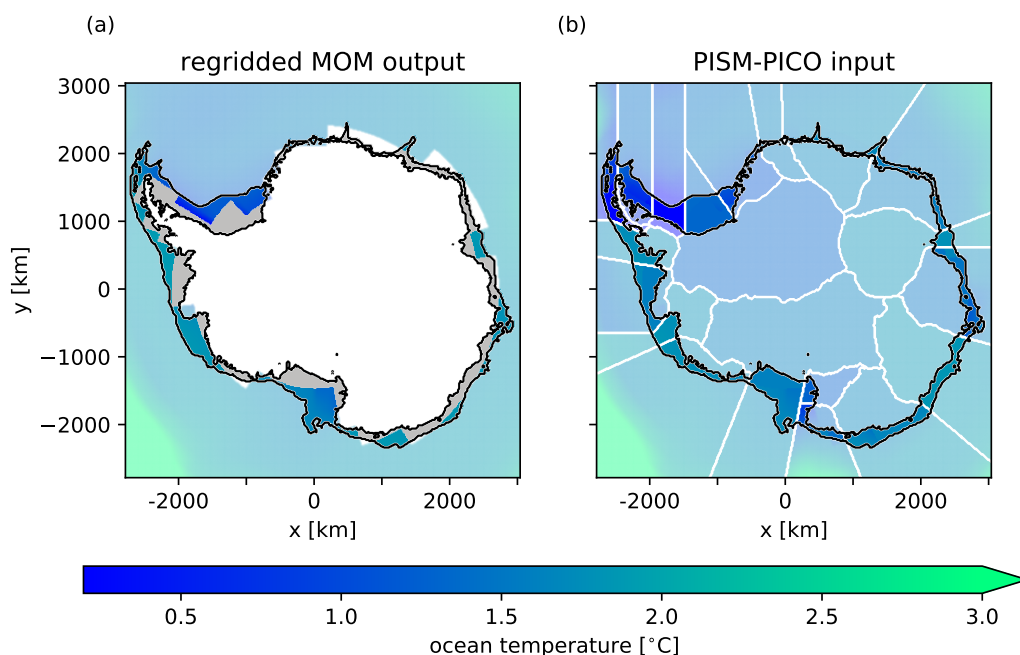 (a)
(b)
regridded MOM output
PISM-PICO input
3000
2000
1000
0
−1000
−2000
y [km]
-2000
0
2000
-2000
0
2000
x [km]
x [km]
0.5
1.0
1.5
2.0
2.5
3.0
ocean temperature [°C]